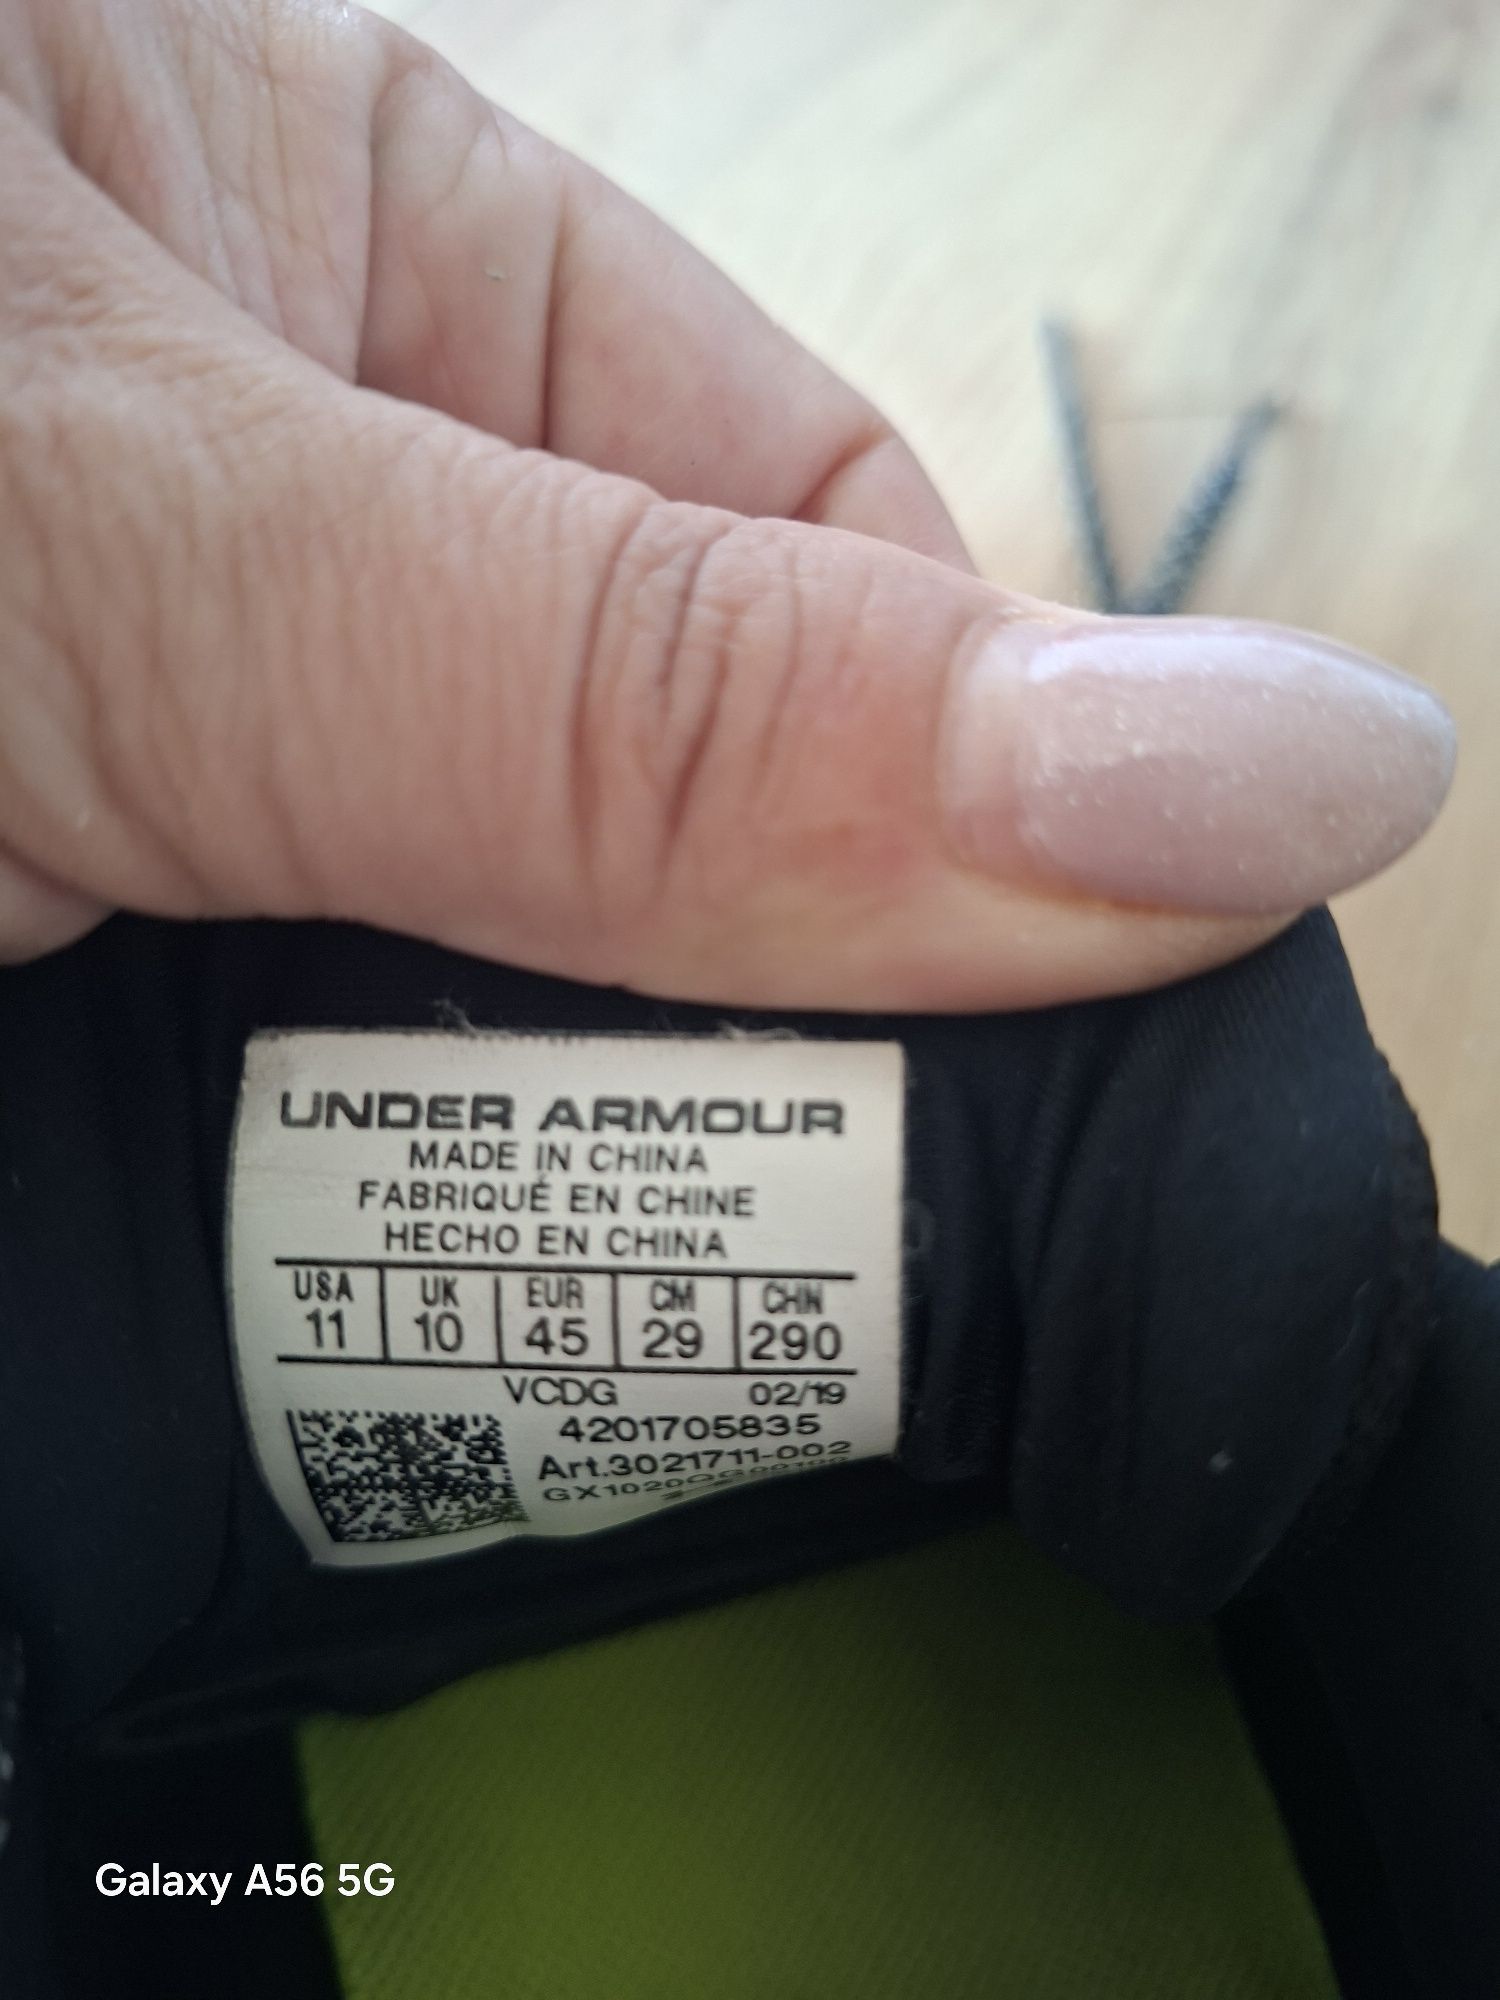 UNDER ARMOUR
MADE IN CHINA
FABRIQUÉ EN CHINE
HECHO EN CHINA
USA UK EUR CM CHN
11 10 45 29 290
VCDG 02/19
4201705835
Art.3021711-002
Galaxy A56 5G